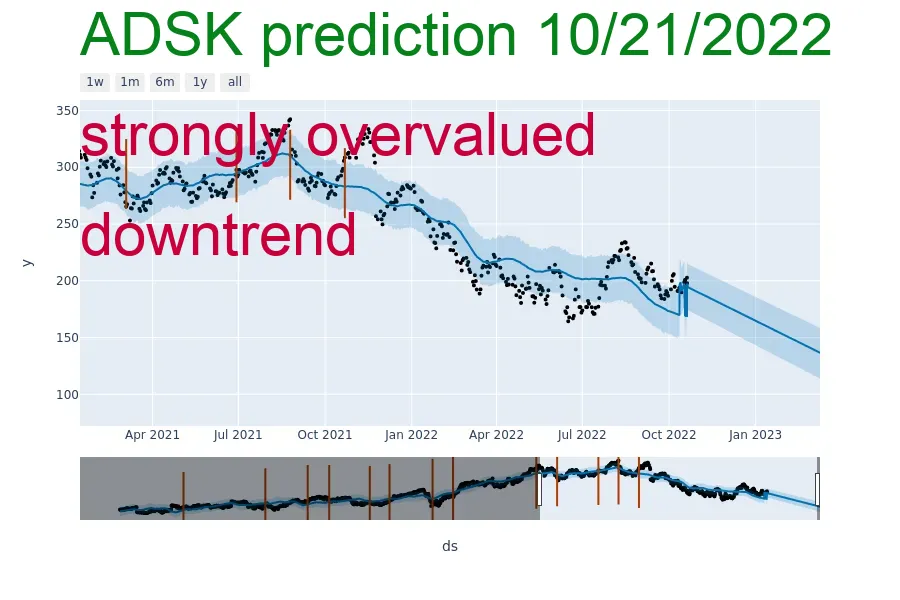 ADSK prediction 10/21/2022
1w 1m 6m 1y all
350
strongly overvalued
300
250
downtrend
y
200
150
100
Apr 2021 Jul 2021 Oct 2021 Jan 2022 Apr 2022 Jul 2022 Oct 2022 Jan 2023
ds